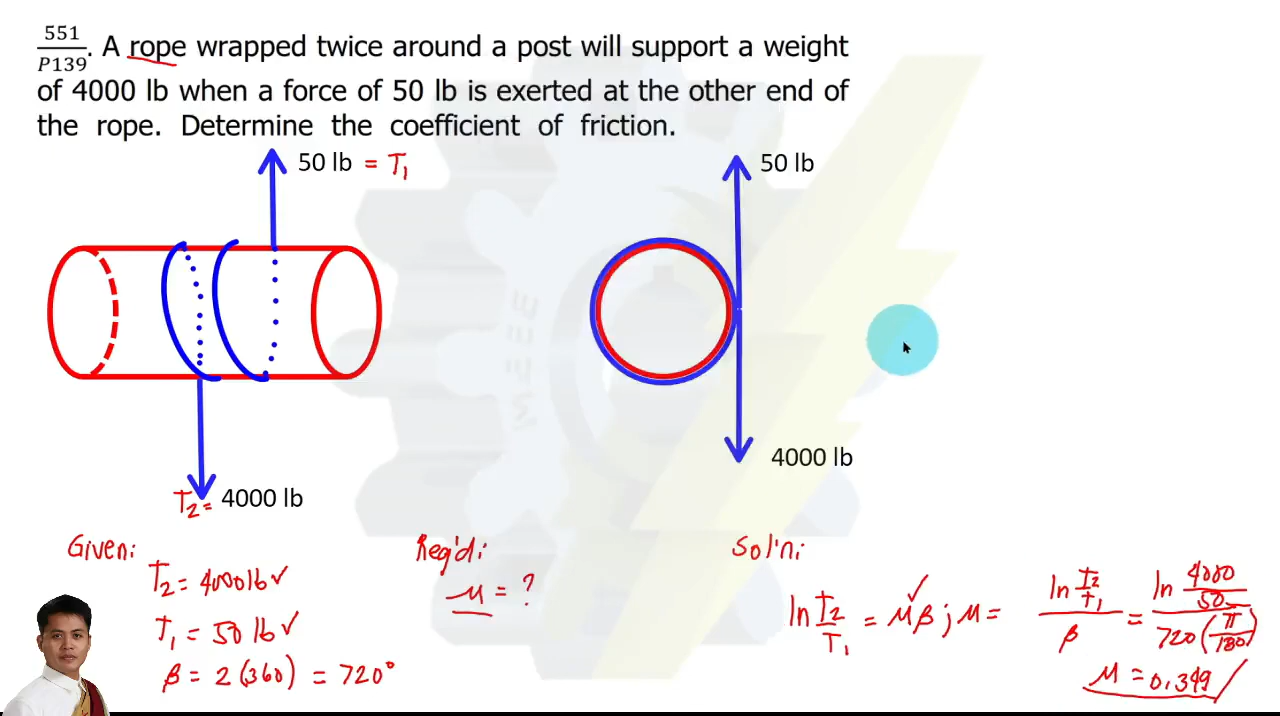 551
P139. A rope wrapped twice around a post will support a weight
of 4000 lb when a force of 50 lb is exerted at the other end of
the rope. Determine the coefficient of friction.
50 lb = T₁
50 lb
T₂ = 4000 lb
4000 lb
Given:
T₂ = 4000 lb ✓
T₁ = 50 lb ✓
β = 2(360) = 720°
Req'd:
μ = ?
Sol'n:
ln T₂/T₁ = μβ ; μ = (ln T₂/T₁)/β = (ln 4000/50)/(720(π/180))
μ = 0.349